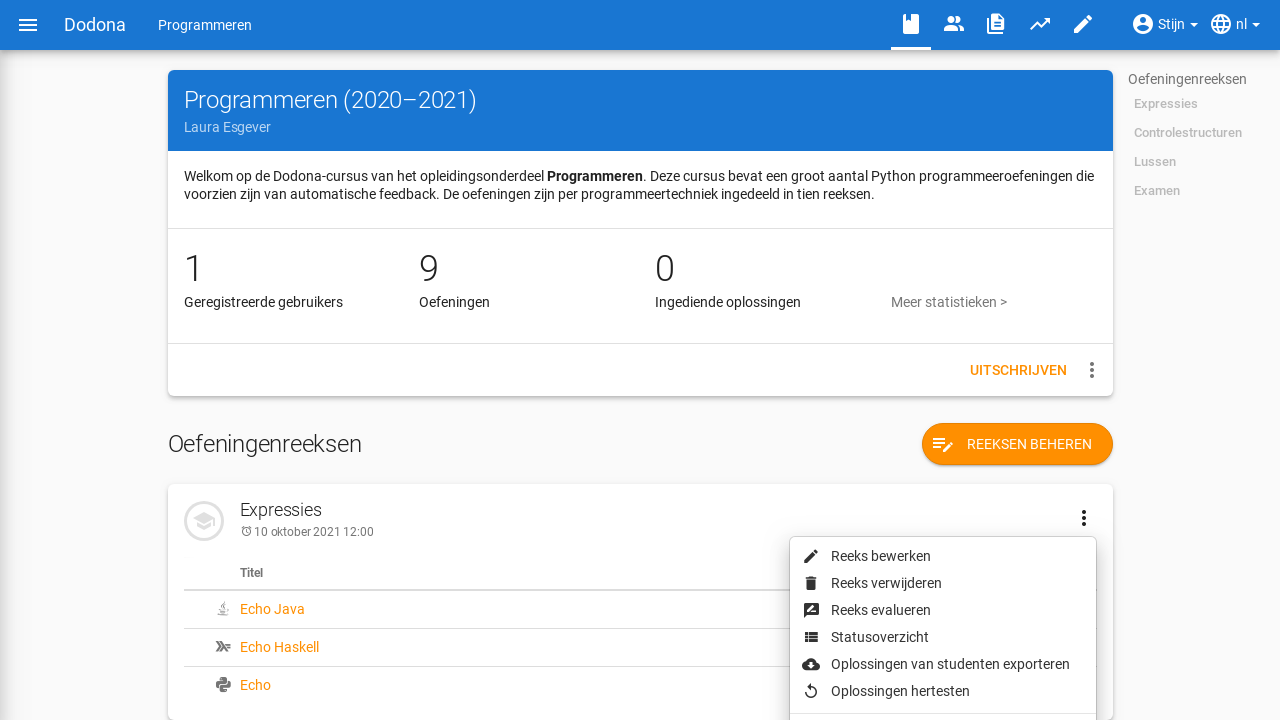 Dodona
Programmeren
Stijn
nl
Programmeren (2020–2021)
Laura Esgever
Welkom op de Dodona-cursus van het opleidingsonderdeel Programmeren. Deze cursus bevat een groot aantal Python programmeeroefeningen die
voorzien zijn van automatische feedback. De oefeningen zijn per programmeertechniek ingedeeld in tien reeksen.
1
Geregistreerde gebruikers
9
Oefeningen
0
Ingediende oplossingen
Meer statistieken >
UITSCHRIJVEN
Oefeningenreeksen
Expressies
Controlestructuren
Lussen
Examen
Oefeningenreeksen
REEKSEN BEHEREN
Expressies
10 oktober 2021 12:00
Titel
Echo Java
Echo Haskell
Echo
Reeks bewerken
Reeks verwijderen
Reeks evalueren
Statusoverzicht
Oplossingen van studenten exporteren
Oplossingen hertesten